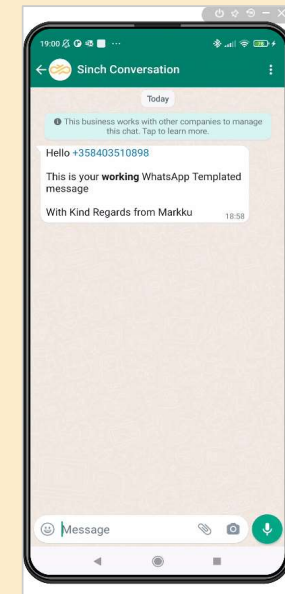 19:00
78
Sinch Conversation
Today
This business works with other companies to manage
this chat. Tap to learn more.
Hello +358403510898
This is your working WhatsApp Templated
message
With Kind Regards from Markku
18:58
Message